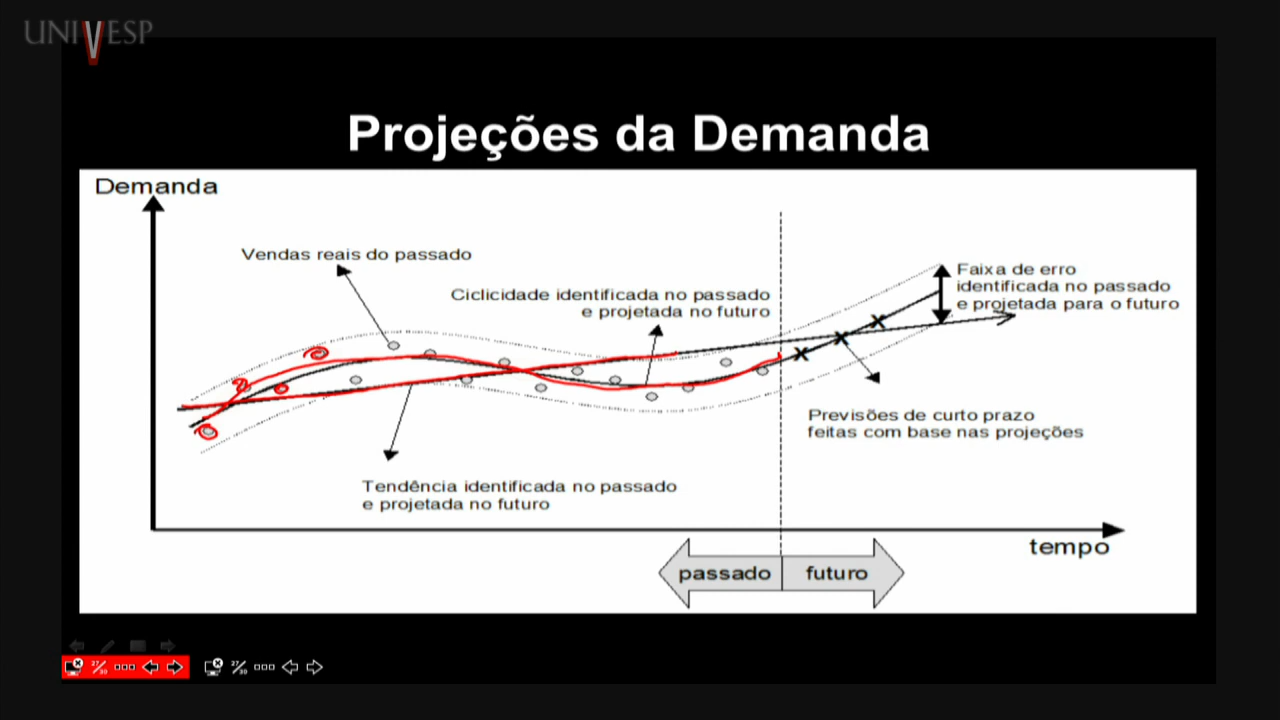 UNIVESP
Projeções da Demanda
Demanda
Vendas reais do passado
Ciclicidade identificada no passado
e projetada no futuro
Faixa de erro
identificada no passado
e projetada para o futuro
x x x
Previsões de curto prazo
feitas com base nas projeções
Tendência identificada no passado
e projetada no futuro
tempo
passado futuro